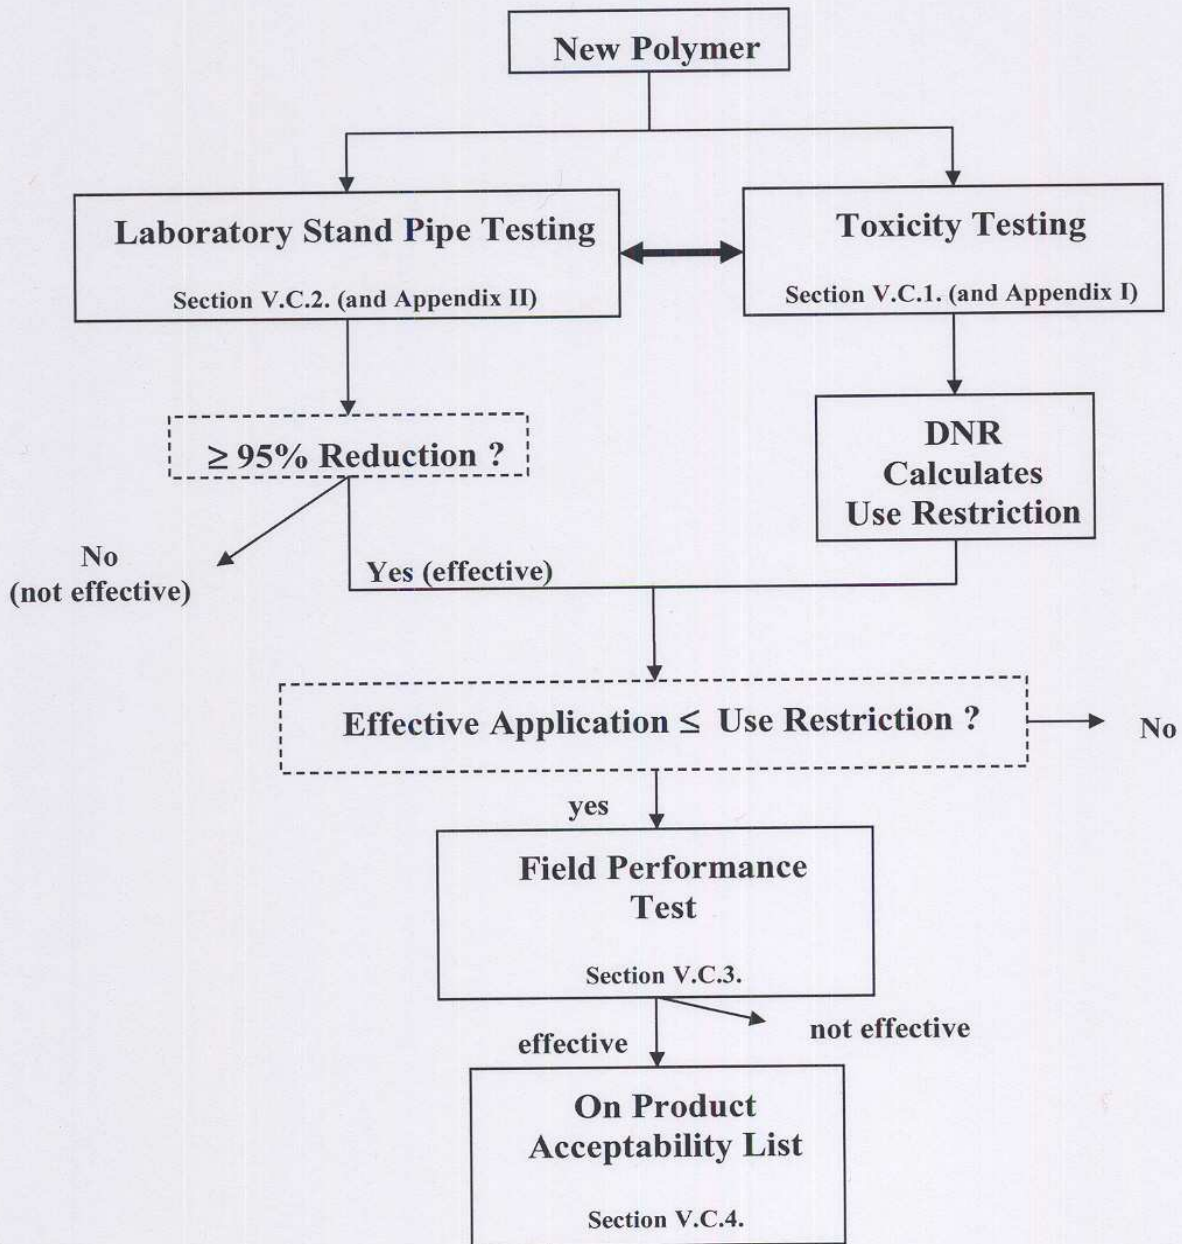 New Polymer
Laboratory Stand Pipe Testing
Section V.C.2. (and Appendix II)
Toxicity Testing
Section V.C.1. (and Appendix I)
≥ 95% Reduction ?
DNR
Calculates
Use Restriction
No
(not effective)
Yes (effective)
Effective Application ≤ Use Restriction ?
No
yes
Field Performance
Test
Section V.C.3.
effective
not effective
On Product
Acceptability List
Section V.C.4.